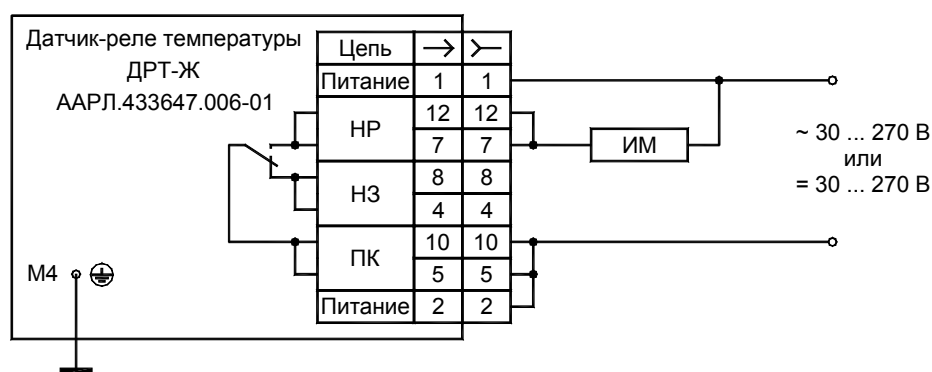 Датчик-реле температуры
ДРТ-Ж
ААРЛ.433647.006-01
Цепь
Питание 1 1
НР 12 12
7 7
НЗ 8 8
4 4
ПК 10 10
5 5
Питание 2 2
ИМ
~ 30 ... 270 В
или
= 30 ... 270 В
М4